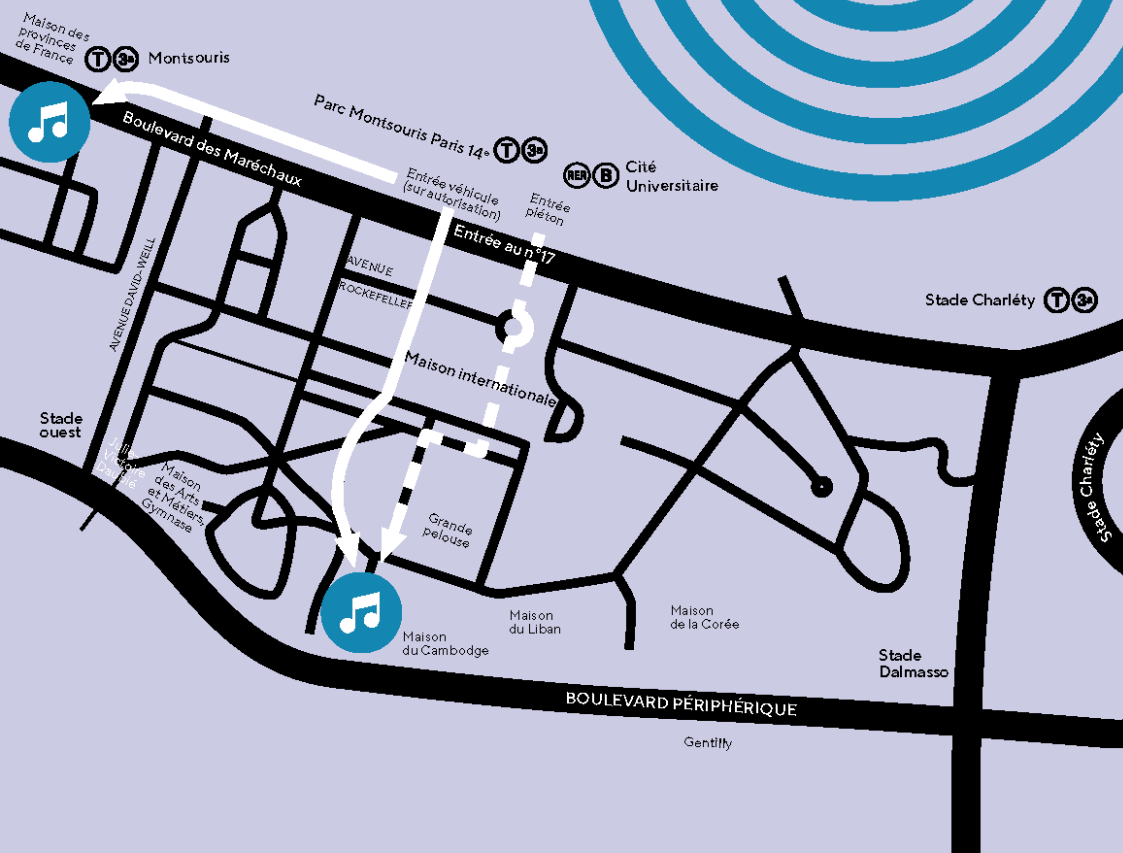 Maison des
provinces
de France
T 3a Montsouris
Boulevard des Maréchaux
Parc Montsouris Paris 14e T 3a
RER B Cité
Universitaire
Entrée véhicule
(sur autorisation)
Entrée
piéton
Entrée au n°17
AVENUE
ROCKEFELLER
AVENUE DAVID-WEILL
Stade Charléty T 3a
Maison internationale
Stade
ouest
Julie
Victoire
Daubié
Maison
des Arts
et Métiers,
Gymnase
Grande
pelouse
Stade Charléty
Maison
du Cambodge
Maison
du Liban
Maison
de la Corée
Stade
Dalmasso
BOULEVARD PÉRIPHÉRIQUE
Gentilly